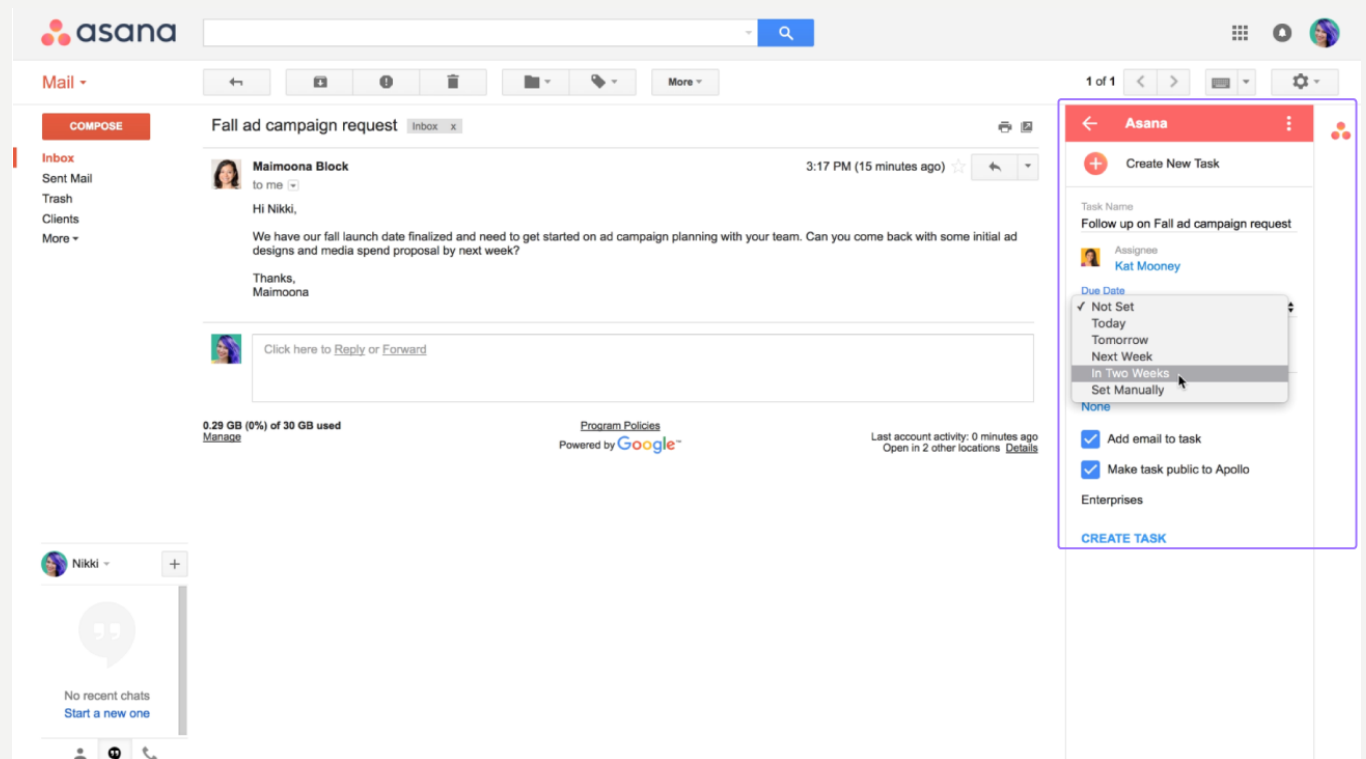 asana
Mail
More
1 of 1
COMPOSE
Inbox
Sent Mail
Trash
Clients
More
Fall ad campaign request Inbox x
Maimoona Block
3:17 PM (15 minutes ago)
to me
Hi Nikki,
We have our fall launch date finalized and need to get started on ad campaign planning with your team. Can you come back with some initial ad
designs and media spend proposal by next week?
Thanks,
Maimoona
Click here to Reply or Forward
0.29 GB (0%) of 30 GB used
Manage
Program Policies
Powered by Google™
Last account activity: 0 minutes ago
Open in 2 other locations Details
Asana
Create New Task
Task Name
Follow up on Fall ad campaign request
Assignee
Kat Mooney
Due Date
✓ Not Set
Today
Tomorrow
Next Week
In Two Weeks
Set Manually
None
Add email to task
Make task public to Apollo
Enterprises
CREATE TASK
Nikki
No recent chats
Start a new one